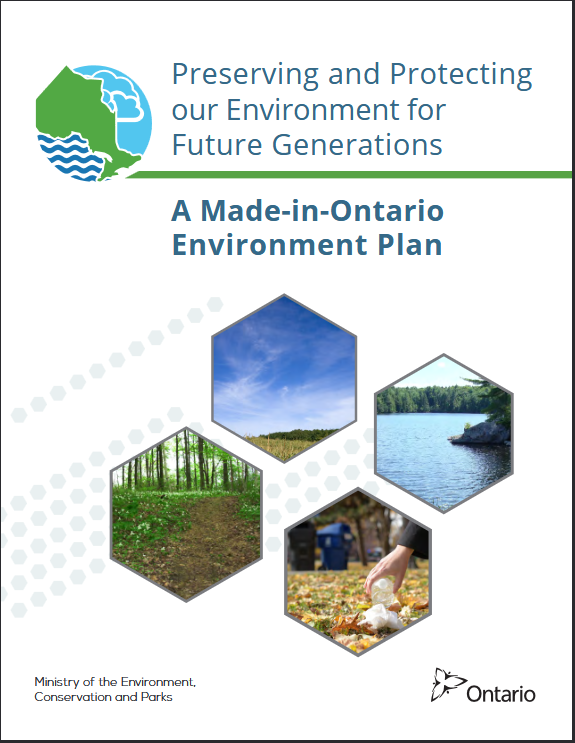 Preserving and Protecting
our Environment for
Future Generations
A Made-in-Ontario
Environment Plan
Ministry of the Environment,
Conservation and Parks
Ontario